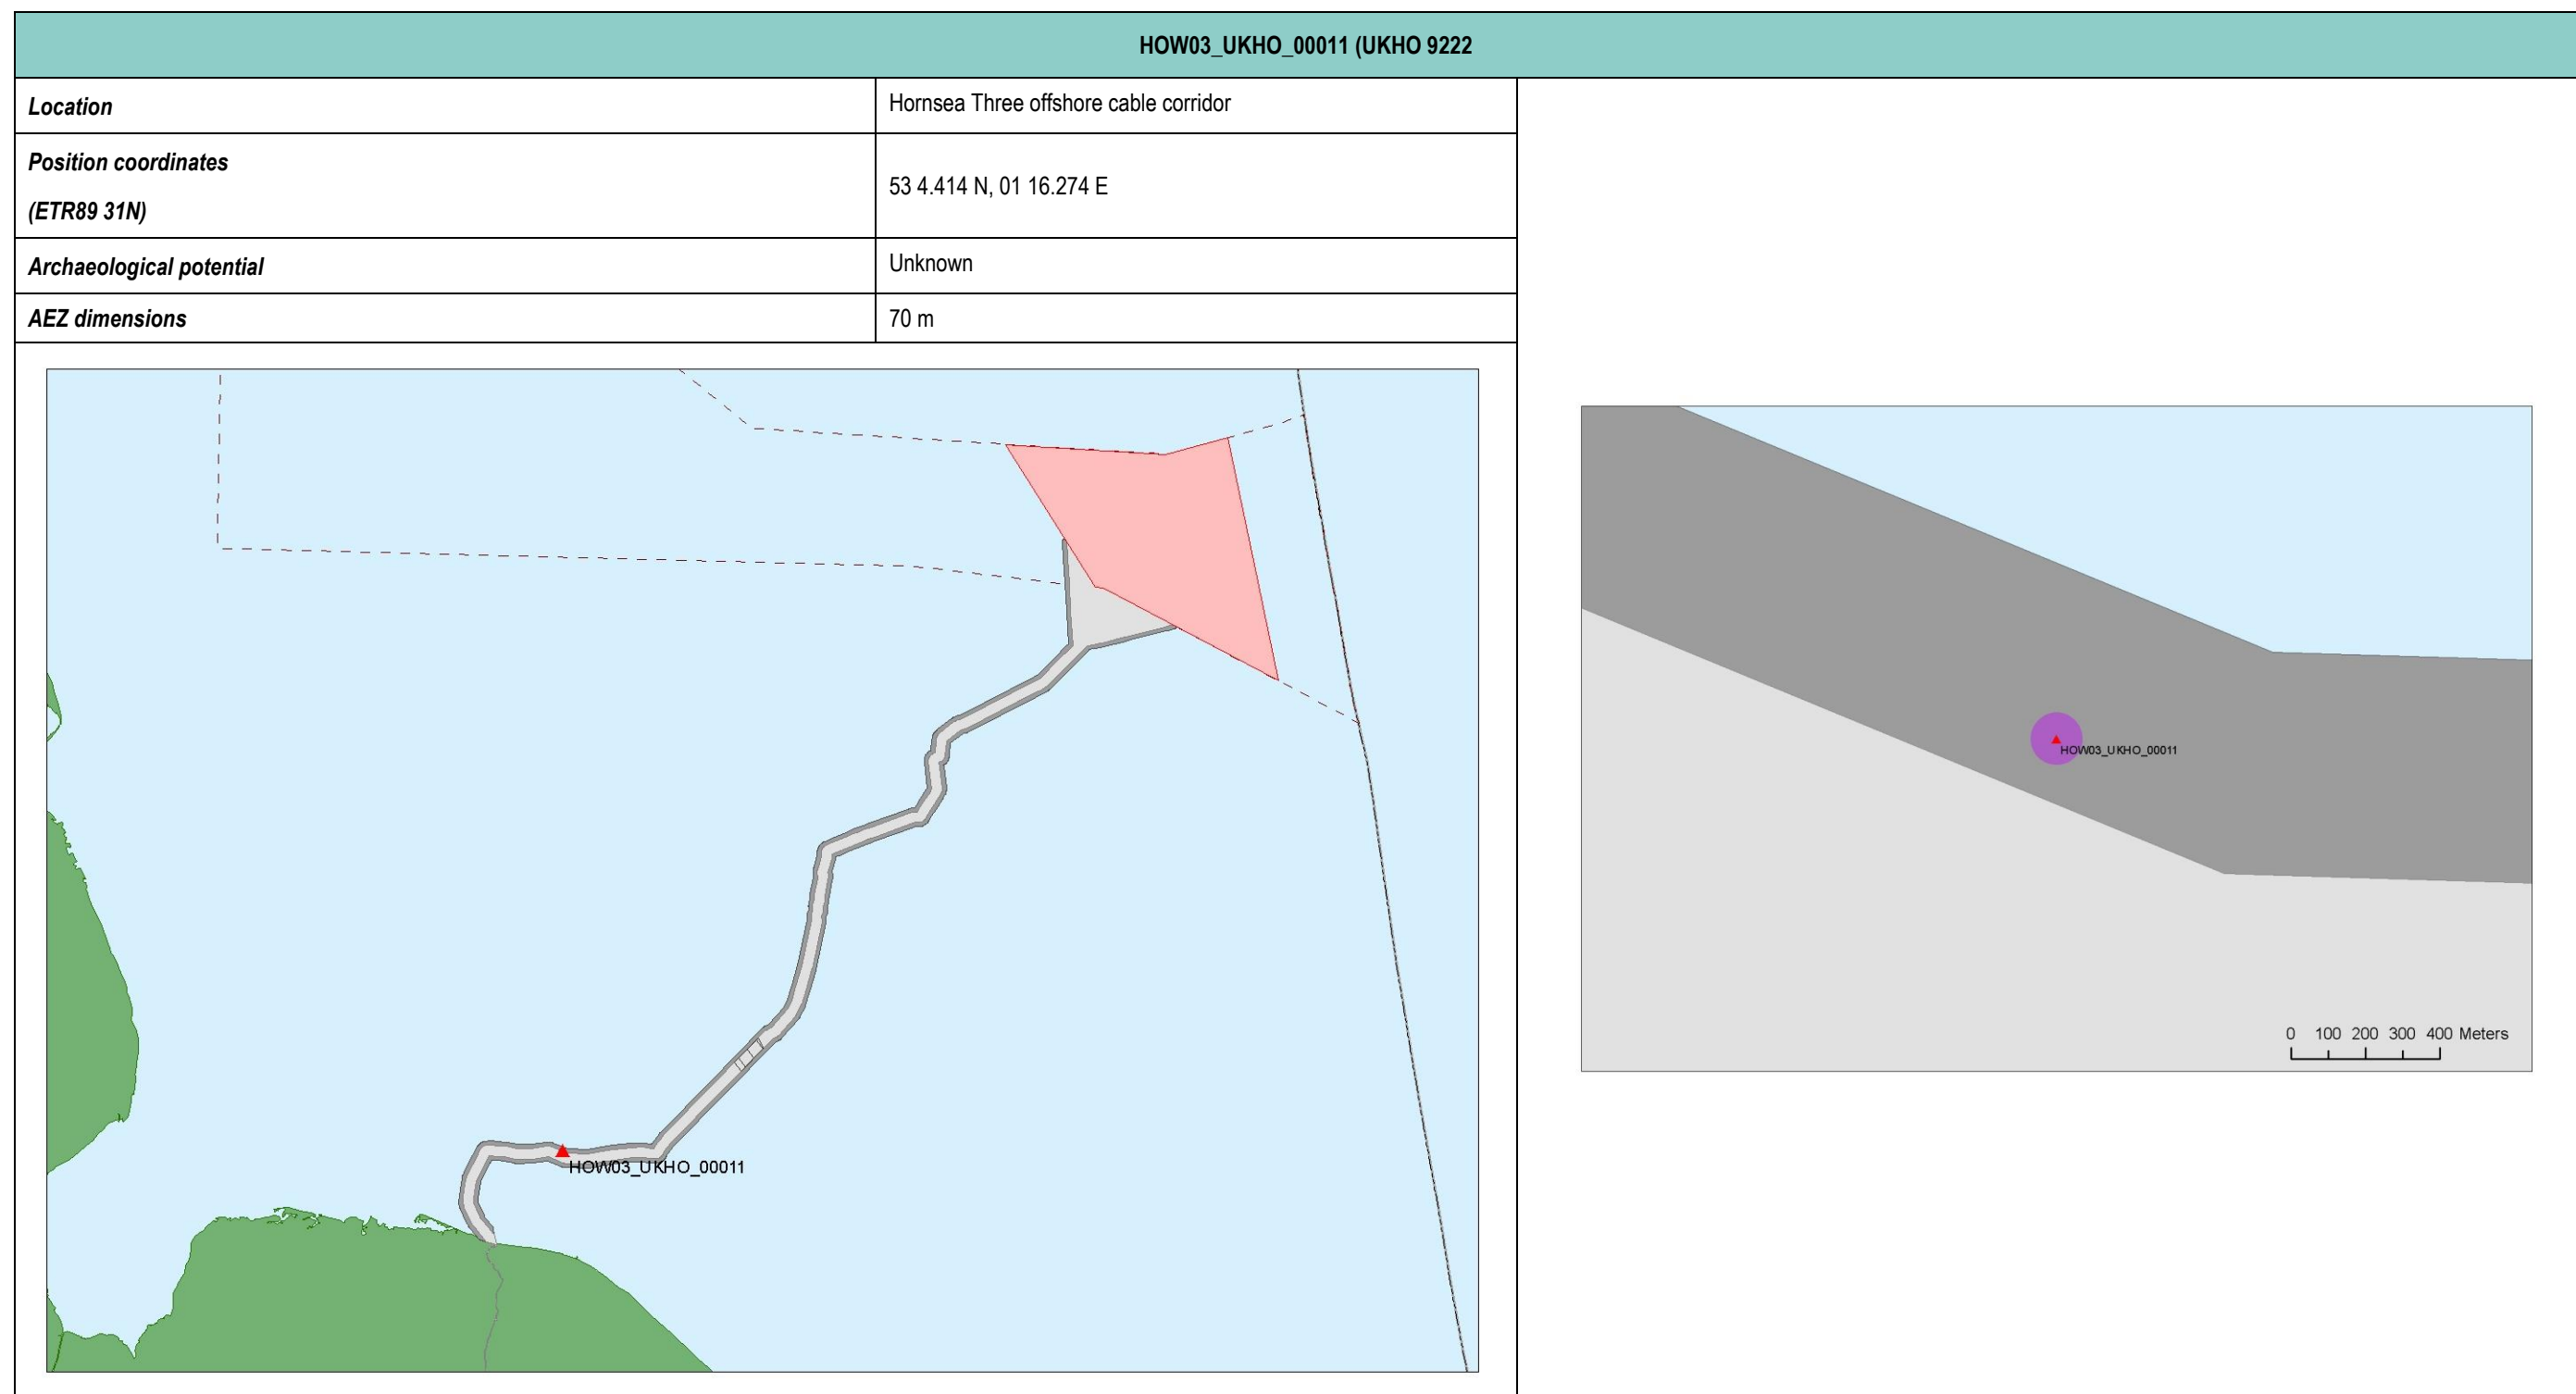 HOW03_UKHO_00011 (UKHO 9222
Location
Hornsea Three offshore cable corridor
Position coordinates
(ETR89 31N)
53 4.414 N, 01 16.274 E
Archaeological potential
Unknown
AEZ dimensions
70 m
HOW03_UKHO_00011
HOW03_UKHO_00011
0 100 200 300 400 Meters